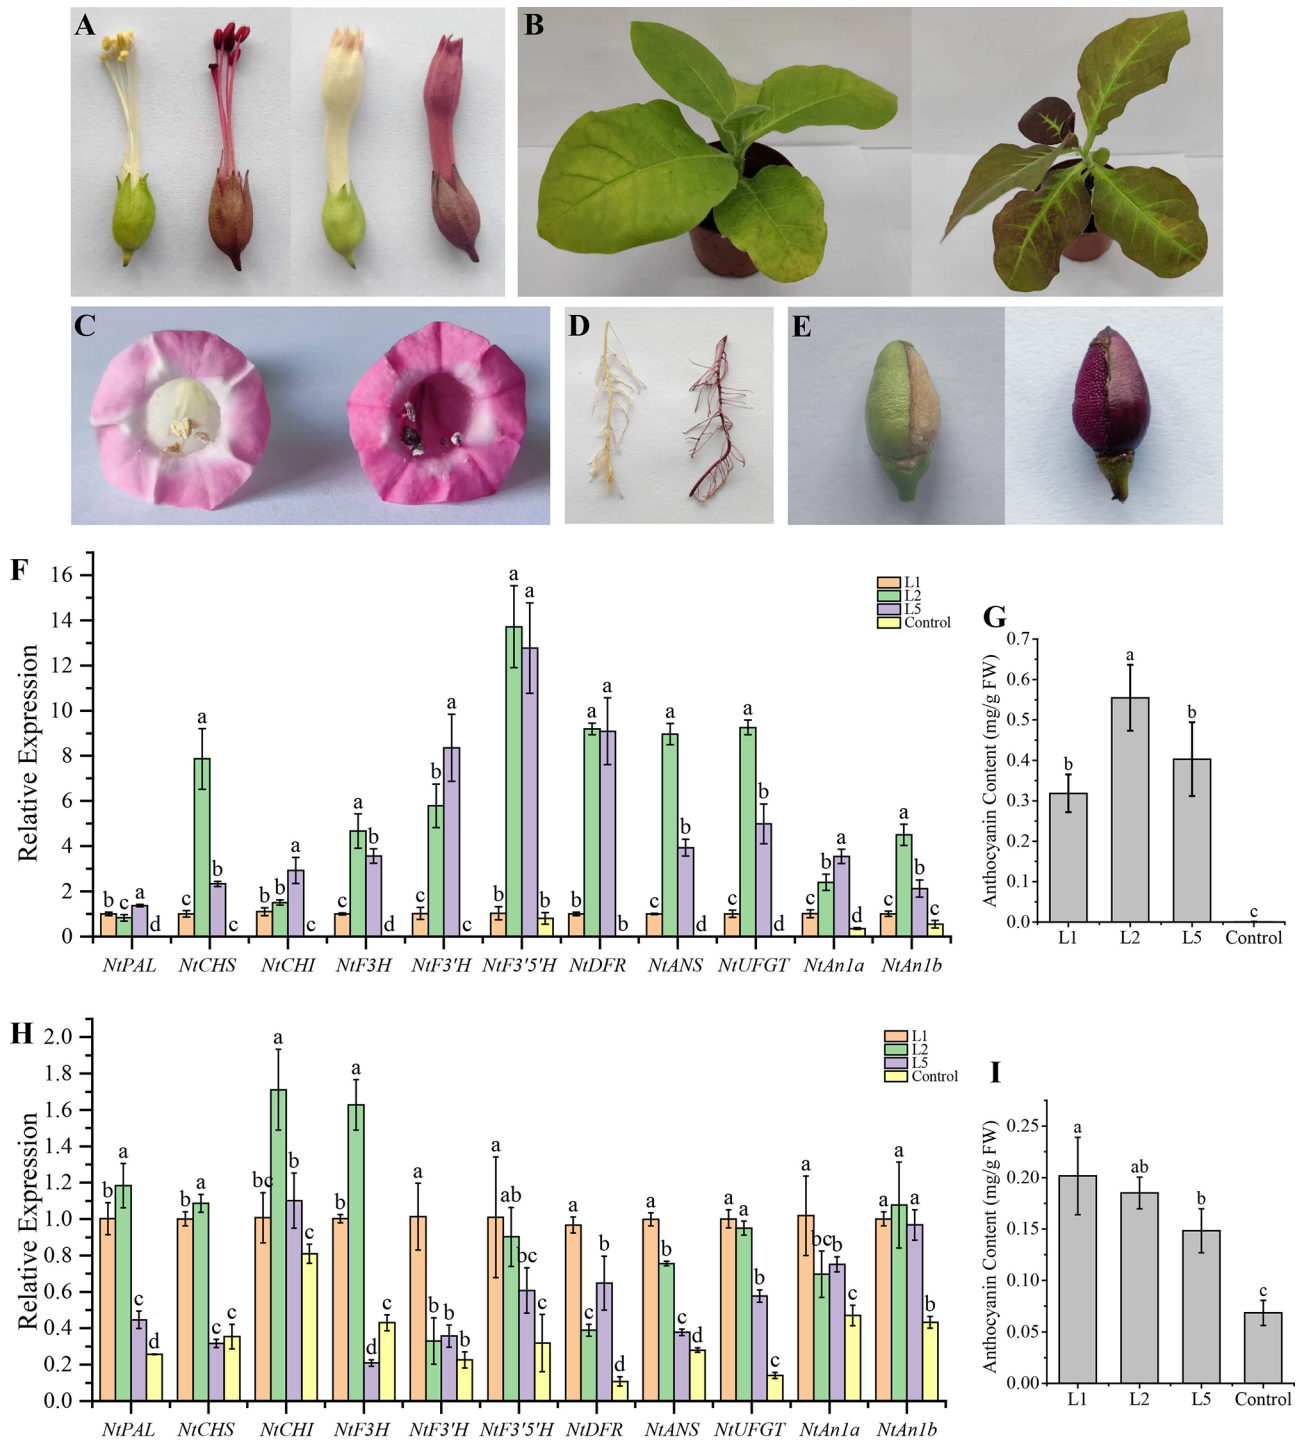 A
B
C
D
E
F
Relative Expression
16
14
12
10
8
6
4
2
0
L1
L2
L5
Control
b c a d
c a b c
b b a c
c a b d
c b a c
b a a b
b a a b
c a b d
c a b d
c b a d
c a b c
NtPAL NtCHS NtCHI NtF3H NtF3'H NtF3'5'H NtDFR NtANS NtUFGT NtAn1a NtAn1b
G
Anthocyanin Content (mg/g FW)
0.7
0.6
0.5
0.4
0.3
0.2
0.1
0.0
b a b c
L1 L2 L5 Control
H
Relative Expression
2.0
1.8
1.6
1.4
1.2
1.0
0.8
0.6
0.4
0.2
0.0
L1
L2
L5
Control
b a c d
b a c c
bc a b c
b a d c
a b b b
a ab bc c
a c b d
a b c d
a a b c
a bc b c
a a a b
NtPAL NtCHS NtCHI NtF3H NtF3'H NtF3'5'H NtDFR NtANS NtUFGT NtAn1a NtAn1b
I
Anthocyanin Content (mg/g FW)
0.25
0.20
0.15
0.10
0.05
0.00
a ab b c
L1 L2 L5 Control